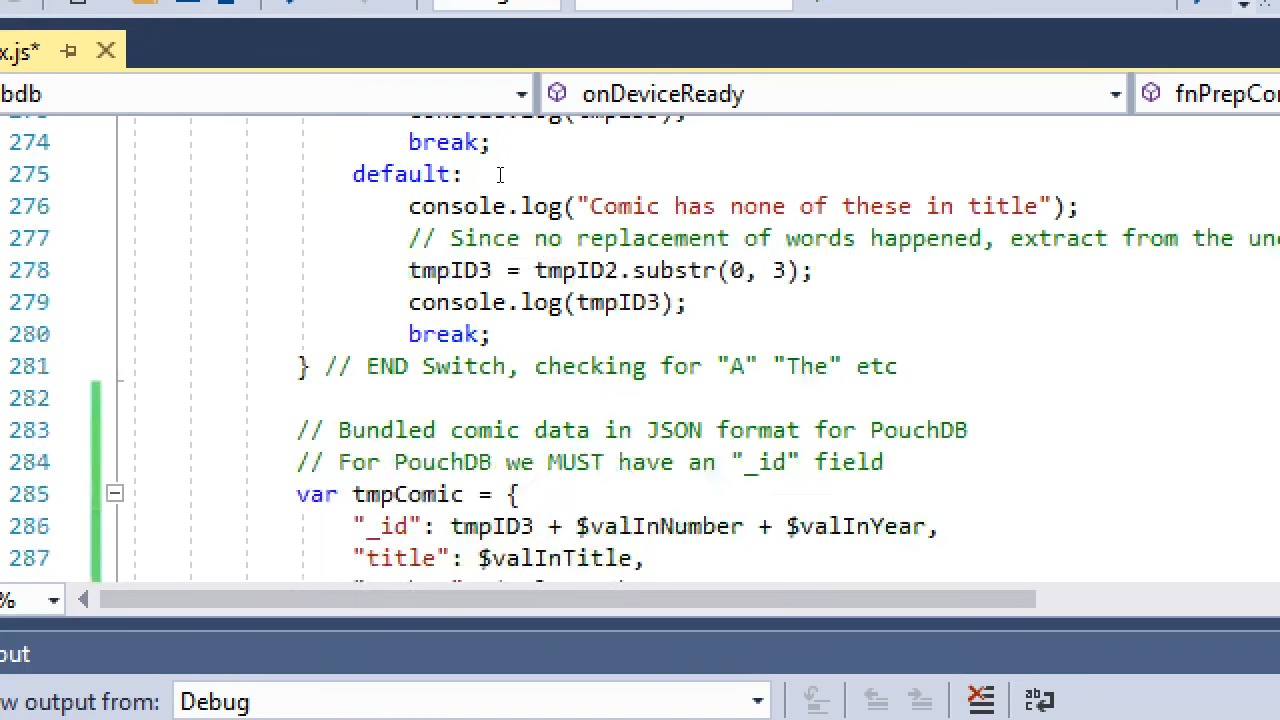 x.js*
bdb onDeviceReady fnPrepCo
274 break;
275 default:
276 console.log("Comic has none of these in title");
277 // Since no replacement of words happened, extract from the un
278 tmpID3 = tmpID2.substr(0, 3);
279 console.log(tmpID3);
280 break;
281 } // END Switch, checking for "A" "The" etc
282
283 // Bundled comic data in JSON format for PouchDB
284 // For PouchDB we MUST have an "_id" field
285 var tmpComic = {
286 "_id": tmpID3 + $valInNumber + $valInYear,
287 "title": $valInTitle,
%
out
w output from: Debug